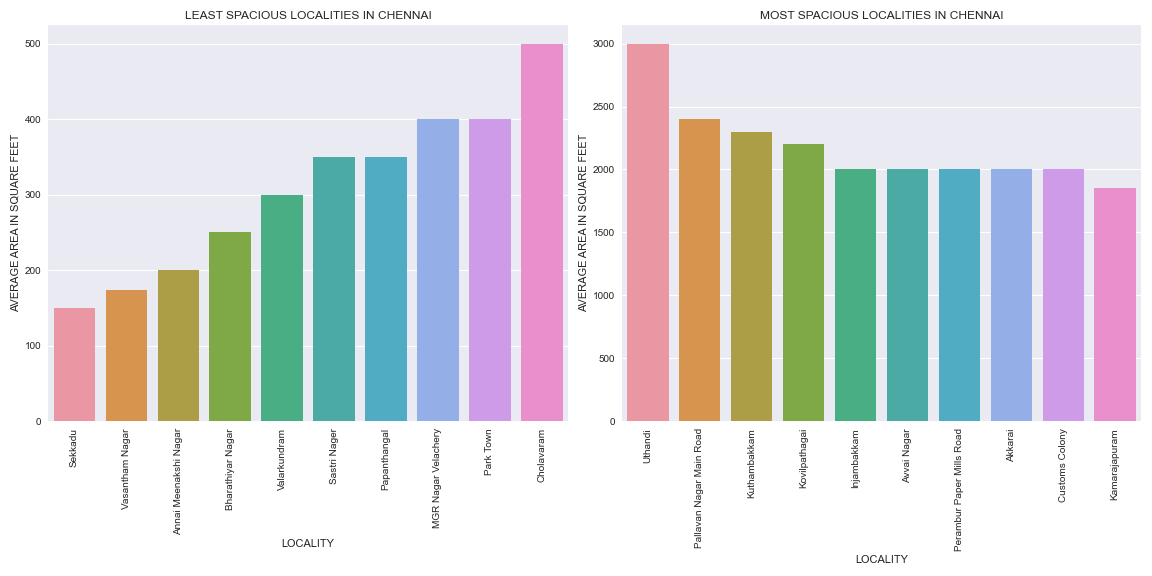 LEAST SPACIOUS LOCALITIES IN CHENNAI
AVERAGE AREA IN SQUARE FEET
500
400
300
200
100
0
Sekkadu
Vasantham Nagar
Annai Meenakshi Nagar
Bharathiyar Nagar
Valarkundram
Sastri Nager
Papanthangal
MGR Nagar Velachery
Park Town
Cholavaram
LOCALITY
MOST SPACIOUS LOCALITIES IN CHENNAI
AVERAGE AREA IN SQUARE FEET
3000
2500
2000
1500
1000
500
0
Uthandi
Pallavan Nagar Main Road
Kuthambakkam
Kovilpathagai
Injambakkam
Avvai Nagar
Perambur Paper Mills Road
Akkarai
Customs Colony
Kamarajapuram
LOCALITY